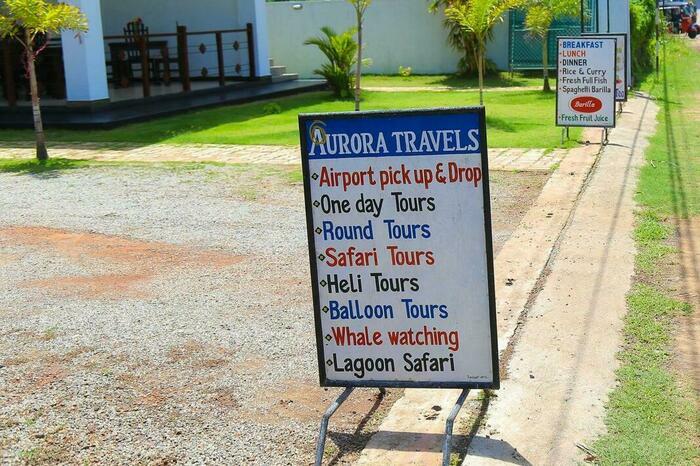 AURORA TRAVELS
Airport pick up & Drop
One day Tours
Round Tours
Safari Tours
Heli Tours
Balloon Tours
Whale watching
Lagoon Safari
BREAKFAST
LUNCH
DINNER
Rice & Curry
Fresh Fish
Spaghetti Barilla
Barilla
Fresh Fruit Juice